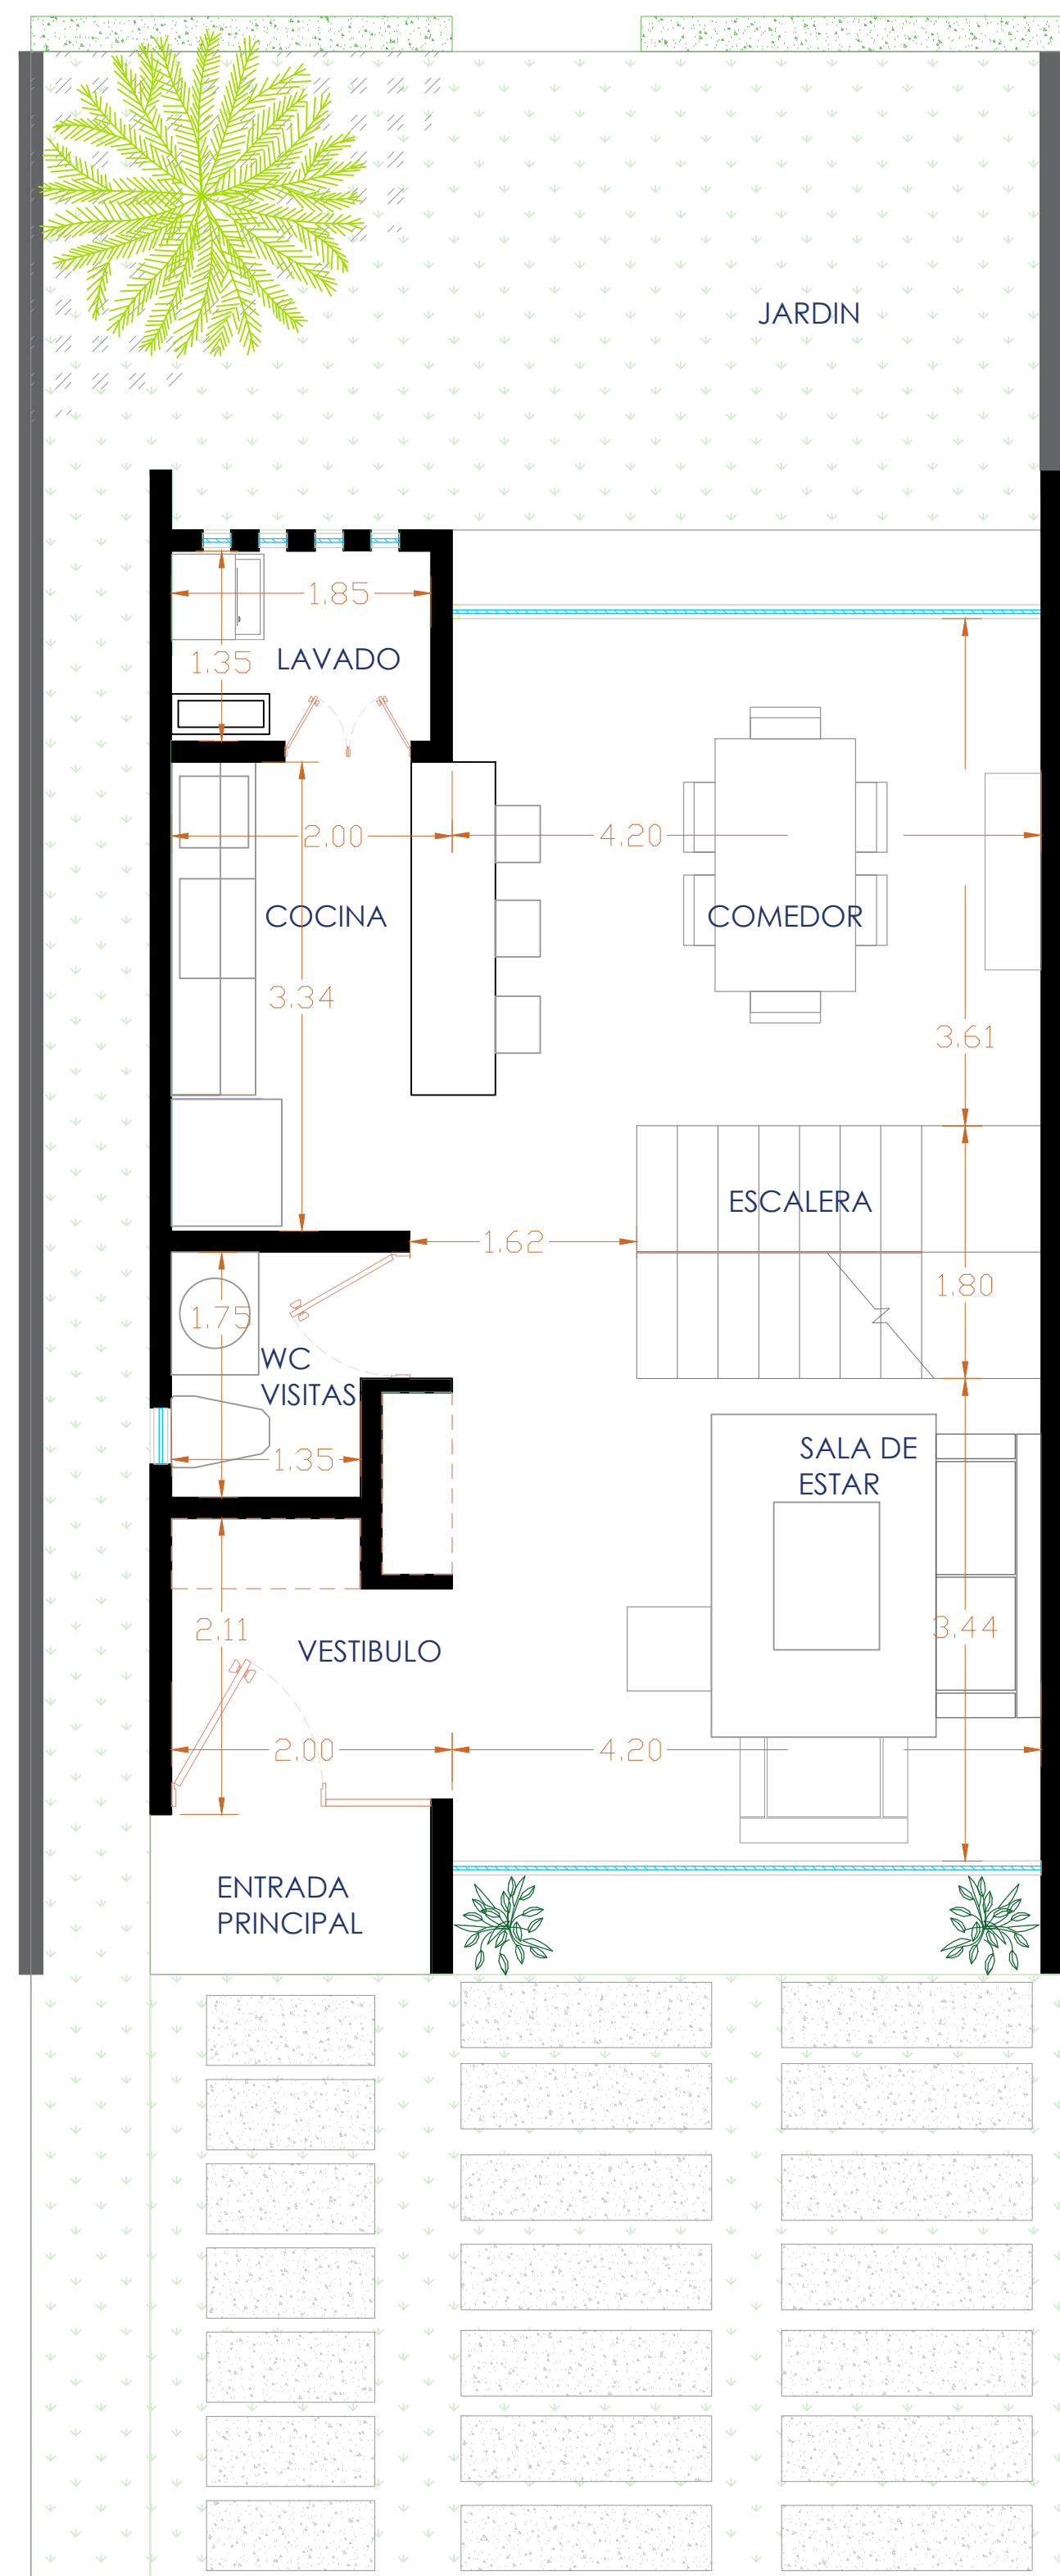 JARDIN
1.85
1.35
LAVADO
2.00
4.20
COCINA
COMEDOR
3.34
3.61
ESCALERA
1.62
1.80
1.75
WC
VISITAS
1.35
SALA DE
ESTAR
2.11
3.44
VESTIBULO
2.00
4.20
ENTRADA
PRINCIPAL